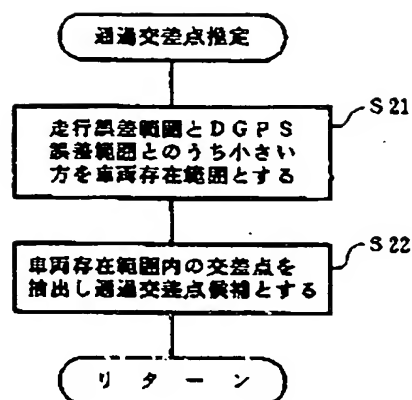 通過交差点推定
S21
走行誤差範囲とDGPS
誤差範囲とのうち小さい
方を車両存在範囲とする
S22
車両存在範囲内の交差点を
抽出し通過交差点候補とする
リターン